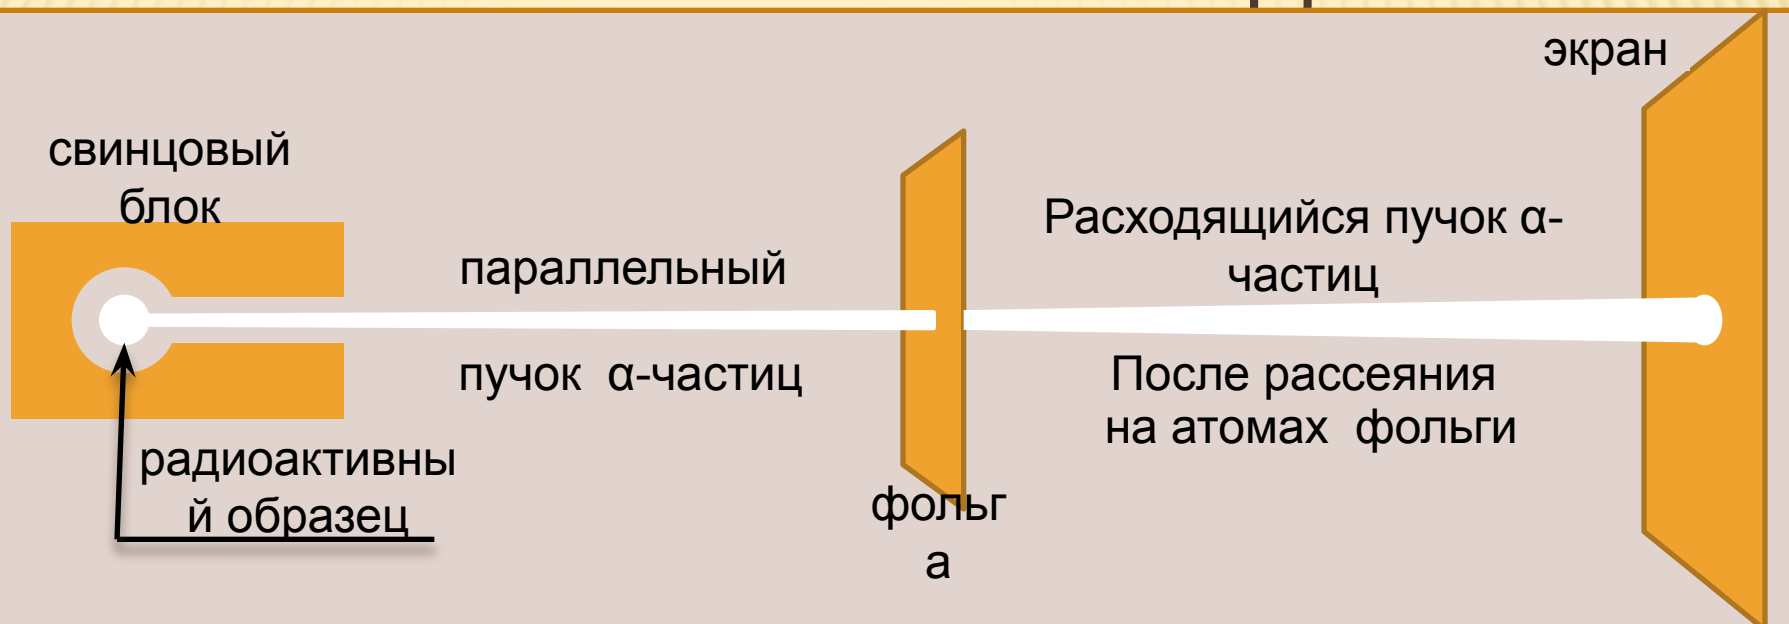 экран
свинцовый
блок
параллельный
пучок α-частиц
радиоактивны
й образец
фольг
а
Расходящийся пучок α-
частиц
После рассеяния
на атомах фольги